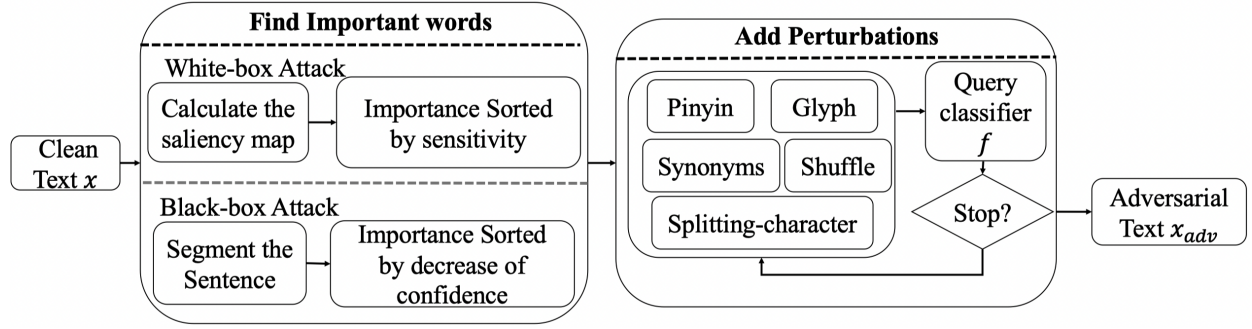 Clean
Text x
Find Important words
White-box Attack
Calculate the
saliency map
Importance Sorted
by sensitivity
Black-box Attack
Segment the
Sentence
Importance Sorted
by decrease of
confidence
Add Perturbations
Pinyin
Glyph
Synonyms
Shuffle
Splitting-character
Query
classifier
f
Stop?
Adversarial
Text x_adv